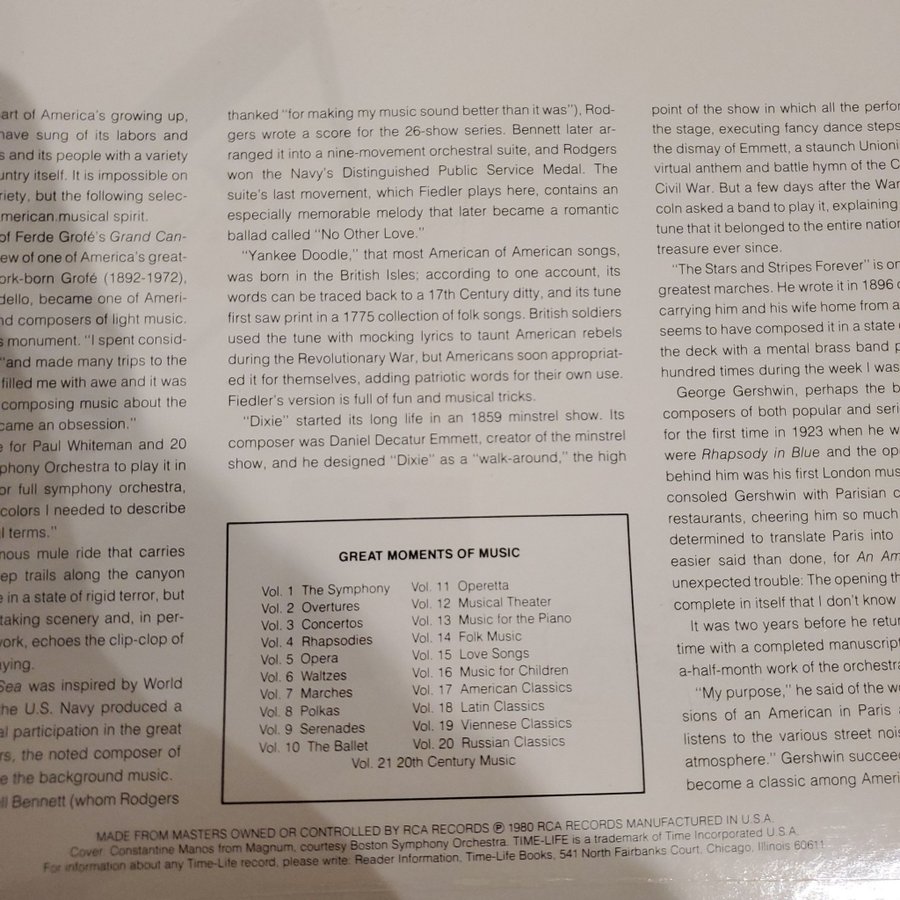 art of America's growing up,
have sung of its labors and
s and its people with a variety
untry itself. It is impossible on
riety, but the following selec-
merican musical spirit.
of Ferde Grofé's Grand Can-
ew of one of America's great-
ork-born Grofé (1892-1972),
dello, became one of Ameri-
nd composers of light music.
s monument. "I spent consid-
"and made many trips to the
filled me with awe and it was
composing music about the
came an obsession."
e for Paul Whiteman and 20
phony Orchestra to play it in
or full symphony orchestra,
colors I needed to describe
l terms."
nous mule ride that carries
ep trails along the canyon
e in a state of rigid terror, but
taking scenery and, in per-
work, echoes the clip-clop of
ying.
Sea was inspired by World
the U.S. Navy produced a
al participation in the great
rs, the noted composer of
e the background music.
ll Bennett (whom Rodgers
thanked "for making my music sound better than it was"), Rod-
gers wrote a score for the 26-show series. Bennett later ar-
ranged it into a nine-movement orchestral suite, and Rodgers
won the Navy's Distinguished Public Service Medal. The
suite's last movement, which Fiedler plays here, contains an
especially memorable melody that later became a romantic
ballad called "No Other Love."
"Yankee Doodle," that most American of American songs,
was born in the British Isles; according to one account, its
words can be traced back to a 17th Century ditty, and its tune
first saw print in a 1775 collection of folk songs. British soldiers
used the tune with mocking lyrics to taunt American rebels
during the Revolutionary War, but Americans soon appropriat-
ed it for themselves, adding patriotic words for their own use.
Fiedler's version is full of fun and musical tricks.
"Dixie" started its long life in an 1859 minstrel show. Its
composer was Daniel Decatur Emmett, creator of the minstrel
show, and he designed "Dixie" as a "walk-around," the high
point of the show in which all the perfor
the stage, executing fancy dance steps
the dismay of Emmett, a staunch Unioni
virtual anthem and battle hymn of the C
Civil War. But a few days after the War
coln asked a band to play it, explaining
tune that it belonged to the entire nation
treasure ever since.
"The Stars and Stripes Forever" is on
greatest marches. He wrote it in 1896 o
carrying him and his wife home from a
seems to have composed it in a state o
the deck with a mental brass band p
hundred times during the week I was
George Gershwin, perhaps the b
composers of both popular and seri
for the first time in 1923 when he w
were Rhapsody in Blue and the ope
behind him was his first London mus
consoled Gershwin with Parisian c
restaurants, cheering him so much
determined to translate Paris into
easier said than done, for An Am
unexpected trouble: The opening th
complete in itself that I don't know
It was two years before he retur
time with a completed manuscript
a-half-month work of the orchestra
"My purpose," he said of the wo
sions of an American in Paris a
listens to the various street nois
atmosphere." Gershwin succeed
become a classic among Ameri
GREAT MOMENTS OF MUSIC
Vol. 1 The Symphony
Vol. 2 Overtures
Vol. 3 Concertos
Vol. 4 Rhapsodies
Vol. 5 Opera
Vol. 6 Waltzes
Vol. 7 Marches
Vol. 8 Polkas
Vol. 9 Serenades
Vol. 10 The Ballet
Vol. 11 Operetta
Vol. 12 Musical Theater
Vol. 13 Music for the Piano
Vol. 14 Folk Music
Vol. 15 Love Songs
Vol. 16 Music for Children
Vol. 17 American Classics
Vol. 18 Latin Classics
Vol. 19 Viennese Classics
Vol. 20 Russian Classics
Vol. 21 20th Century Music
MADE FROM MASTERS OWNED OR CONTROLLED BY RCA RECORDS ℗ 1980 RCA RECORDS MANUFACTURED IN U.S.A.
Cover: Constantine Manos from Magnum, courtesy Boston Symphony Orchestra. TIME-LIFE is a trademark of Time Incorporated U.S.A.
For information about any Time-Life record, please write: Reader Information, Time-Life Books, 541 North Fairbanks Court, Chicago, Illinois 60611